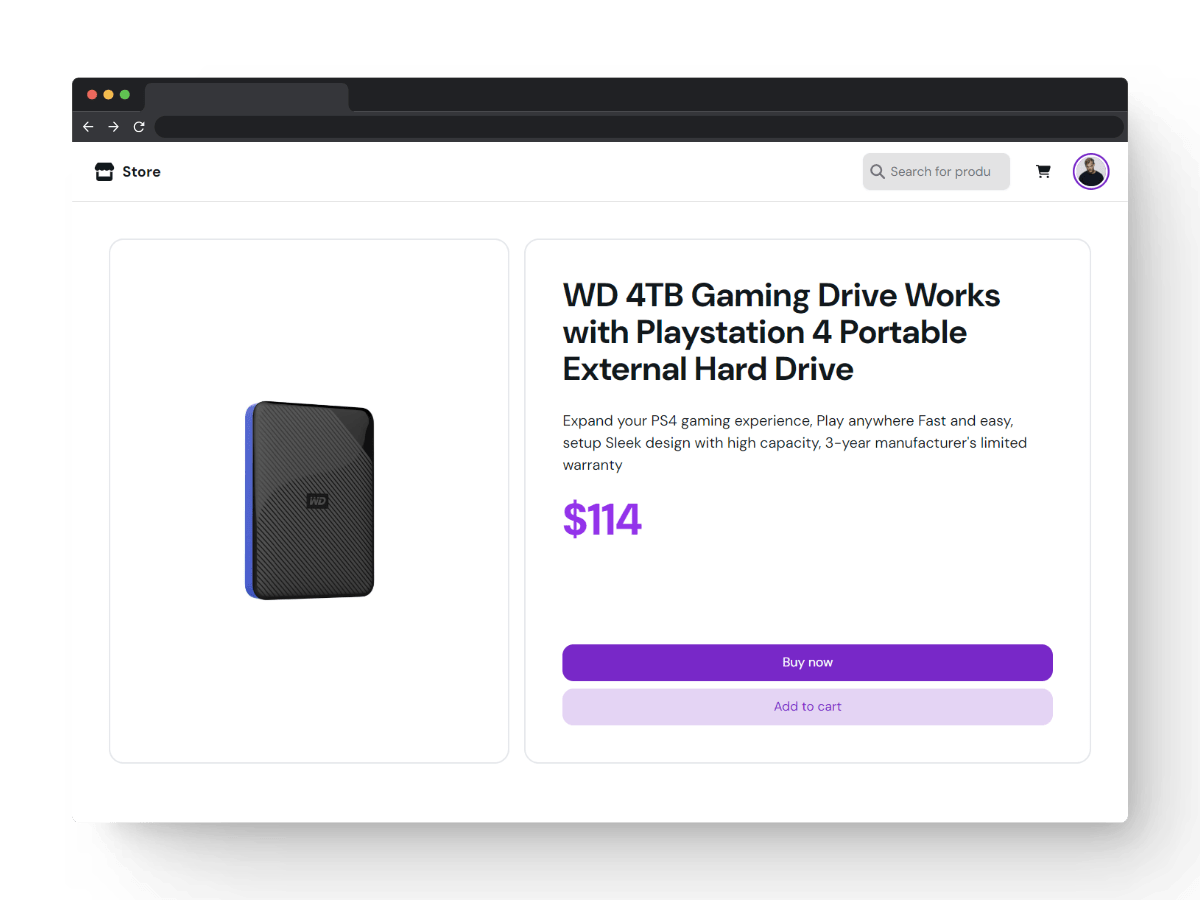 Store
Search for produ
WD 4TB Gaming Drive Works
with Playstation 4 Portable
External Hard Drive
Expand your PS4 gaming experience, Play anywhere Fast and easy,
setup Sleek design with high capacity, 3-year manufacturer's limited
warranty
WD
$114
Buy now
Add to cart